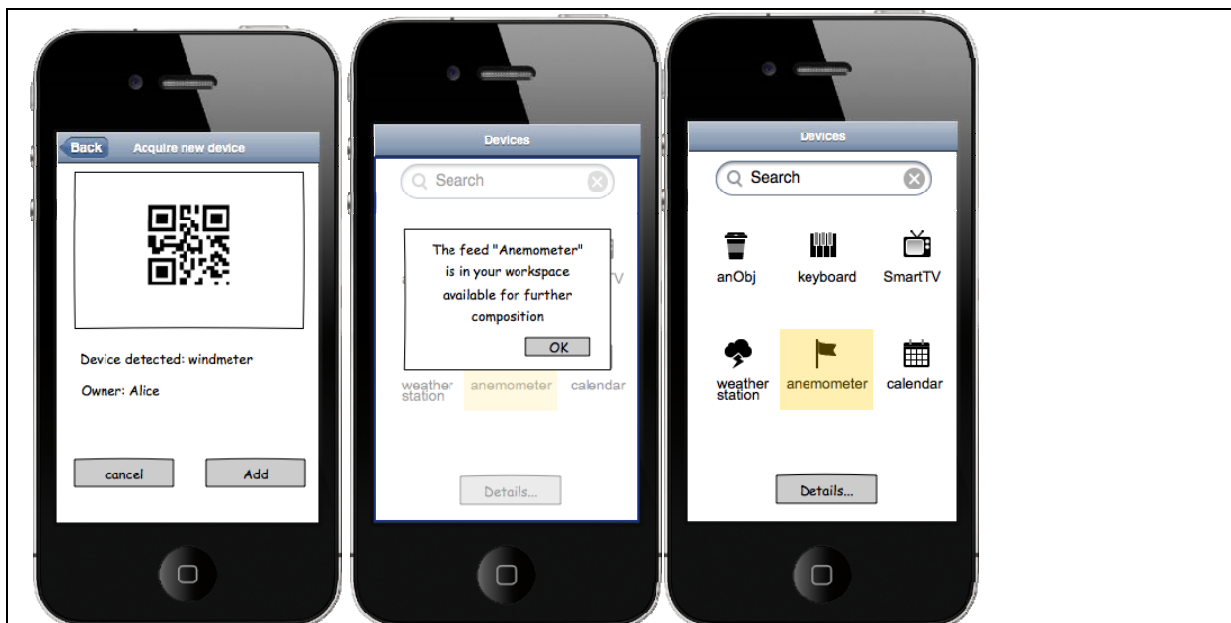 Back
Acquire new device
Device detected: windmeter
Owner: Alice
cancel
Add
Devices
Search
The feed "Anemometer"
is in your workspace
available for further
composition
OK
V
weather
station
anemometer
calendar
Details...
Devices
Search
anObj
keyboard
SmartTV
weather
station
anemometer
calendar
Details...